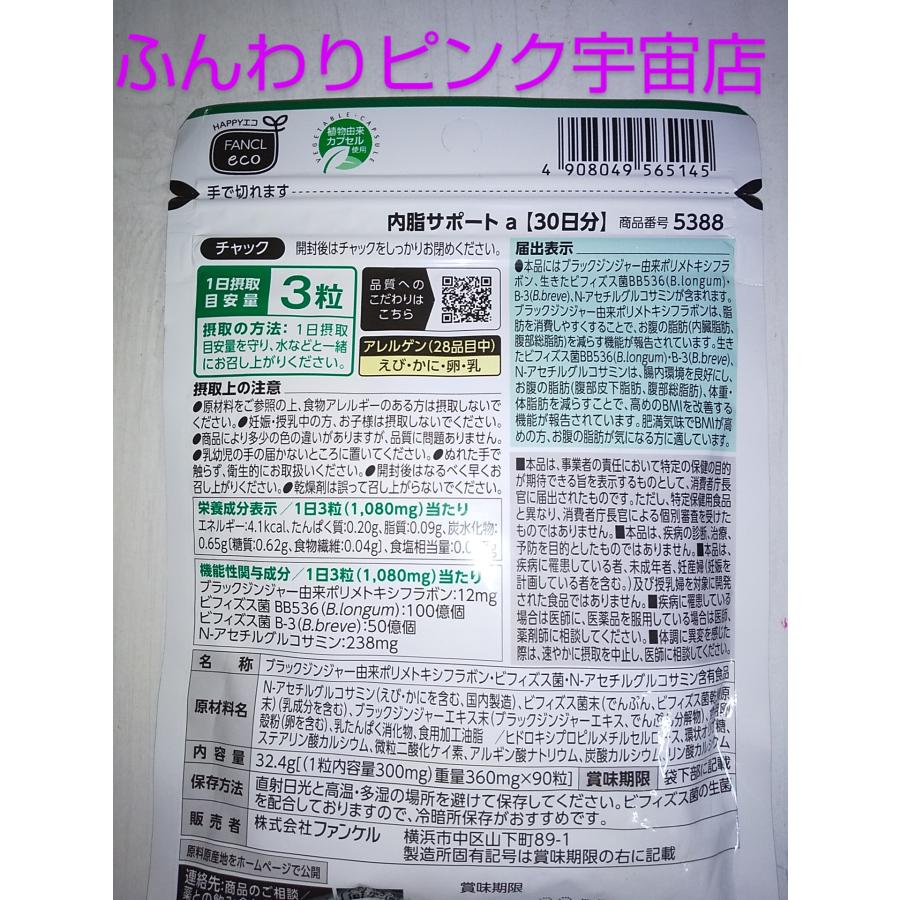 ふんわりピンク宇宙店
HAPPYエコ
FANCL
eco
VEGETABLE・CAPSULE
植物由来
カプセル
使用
4 908049 565145
手で切れます
内脂サポート a【30日分】 商品番号 5388
チャック 開封後はチャックをしっかりお閉めください。
1日摂取
目安量 3粒
摂取の方法：1日摂取
目安量を守り、水などと一緒
にお召し上がりください。
品質への
こだわりは
こちら
アレルゲン(28品目中)
えび・かに・卵・乳
摂取上の注意
●原材料をご参照の上、食物アレルギーのある方は摂取しないで
ください。●妊娠・授乳中の方、お子様は摂取しないでください。
●商品により多少の色の違いがありますが、品質に問題ありません。
●乳幼児の手の届かないところに置いてください。●ぬれた手で
触らず、衛生的にお取扱いください。●開封後はなるべく早くお
召し上がりください。●乾燥剤は誤って召し上がらないでください。
栄養成分表示／1日3粒(1,080mg)当たり
エネルギー:4.1kcal、たんぱく質:0.20g、脂質:0.09g、炭水化物:
0.65g[糖質:0.62g、食物繊維:0.04g]、食塩相当量:0.0
機能性関与成分／1日3粒(1,080mg)当たり
ブラックジンジャー由来ポリメトキシフラボン:12mg
ビフィズス菌 BB536(B.longum):100億個
ビフィズス菌 B-3(B.breve):50億個
N-アセチルグルコサミン:238mg
届出表示
●本品にはブラックジンジャー由来ポリメトキシフラ
ボン、生きたビフィズス菌BB536(B.longum)・
B-3(B.breve)、N-アセチルグルコサミンが含まれます。
ブラックジンジャー由来ポリメトキシフラボンは、脂
肪を消費しやすくすることで、お腹の脂肪(内臓脂肪、
腹部総脂肪)を減らす機能が報告されています。生き
たビフィズス菌BB536(B.longum)・B-3(B.breve)、
N-アセチルグルコサミンは、腸内環境を良好にし、
お腹の脂肪(腹部皮下脂肪、腹部総脂肪)、体重・
体脂肪を減らすことで、高めのBMIを改善する
機能が報告されています。肥満気味でBMIが高
めの方、お腹の脂肪が気になる方に適しています。
■本品は、事業者の責任において特定の保健の目的
が期待できる旨を表示するものとして、消費者庁長
官に届出されたものです。ただし、特定保健用食品
と異なり、消費者庁長官による個別審査を受けた
ものではありません。■本品は、疾病の診断、治療、
予防を目的としたものではありません。■本品は、
疾病に罹患している者、未成年者、妊産婦(妊娠を
計画している者を含む。)及び授乳婦を対象に開発
された食品ではありません。■疾病に罹患している
場合は医師に、医薬品を服用している場合は医師、
薬剤師に相談してください。■体調に異変を感じた
際は、速やかに摂取を中止し、医師に相談してください。
名称 ブラックジンジャー由来ポリメトキシフラボン・ビフィズス菌・N-アセチルグルコサミン含有食品
原材料名 N-アセチルグルコサミン(えび・かにを含む、国内製造)、ビフィズス菌末(でんぷん、ビフィズス菌乾燥原
末)(乳成分を含む)、ブラックジンジャーエキス末(ブラックジンジャーエキス、でんぷん分解物)、
殻粉(卵を含む)、乳たんぱく消化物、食用加工油脂／ヒドロキシプロピルメチルセルロース、環状オリゴ糖、
ステアリン酸カルシウム、微粒二酸化ケイ素、アルギン酸ナトリウム、炭酸カルシウム、リン酸カルシウム
内容量 32.4g[(1粒内容量300mg)重量360mg×90粒] 賞味期限 袋下部に記載
保存方法 直射日光と高温・多湿の場所を避けて保存してください。ビフィズス菌の生菌
を配合しておりますので、冷暗所保存がおすすめです。
販売者 株式会社ファンケル 横浜市中区山下町89-1
製造所固有記号は賞味期限の右に記載
原料原産地をホームページで公開
連絡先：商品のご相談
賞味期限